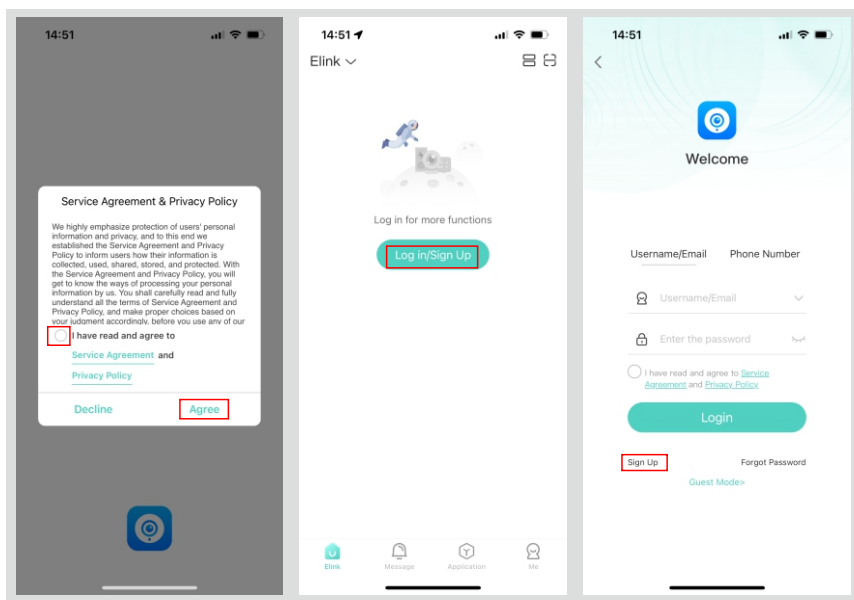 14:51
Service Agreement & Privacy Policy
We highly emphasize protection of users' personal
information and privacy, and to this end we
established the Service Agreement and Privacy
Policy to inform users how their information is
collected, used, shared, stored, and protected. With
the Service Agreement and Privacy Policy, you will
get to know the ways of processing your personal
information by us. You shall carefully read and fully
understand all the terms of Service Agreement and
Privacy Policy, and make proper choices based on
your judgment accordingly, before you use any of our
I have read and agree to
Service Agreement and
Privacy Policy
Decline Agree
14:51
Elink
Log in for more functions
Log in/Sign Up
Elink Message Application Me
14:51
Welcome
Username/Email Phone Number
Username/Email
Enter the password
I have read and agree to Service
Agreement and Privacy Policy
Login
Sign Up Forgot Password
Guest Mode>